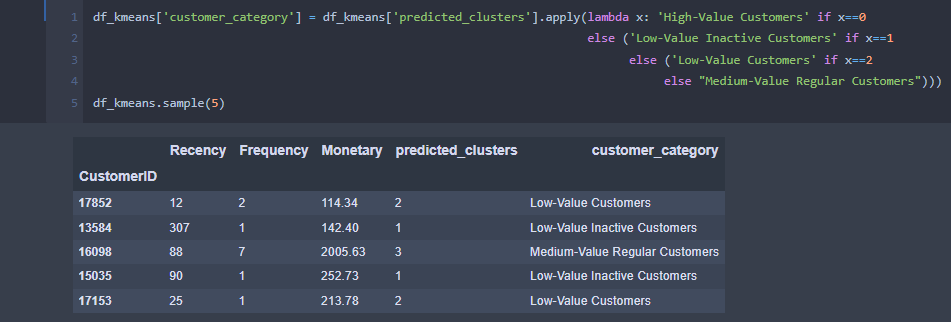 1 df_kmeans['customer_category'] = df_kmeans['predicted_clusters'].apply(lambda x: 'High-Value Customers' if x==0
2 else ('Low-Value Inactive Customers' if x==1
3 else ('Low-Value Customers' if x==2
4 else "Medium-Value Regular Customers")))
5 df_kmeans.sample(5)
Recency Frequency Monetary predicted_clusters customer_category
CustomerID
17852 12 2 114.34 2 Low-Value Customers
13584 307 1 142.40 1 Low-Value Inactive Customers
16098 88 7 2005.63 3 Medium-Value Regular Customers
15035 90 1 252.73 1 Low-Value Inactive Customers
17153 25 1 213.78 2 Low-Value Customers